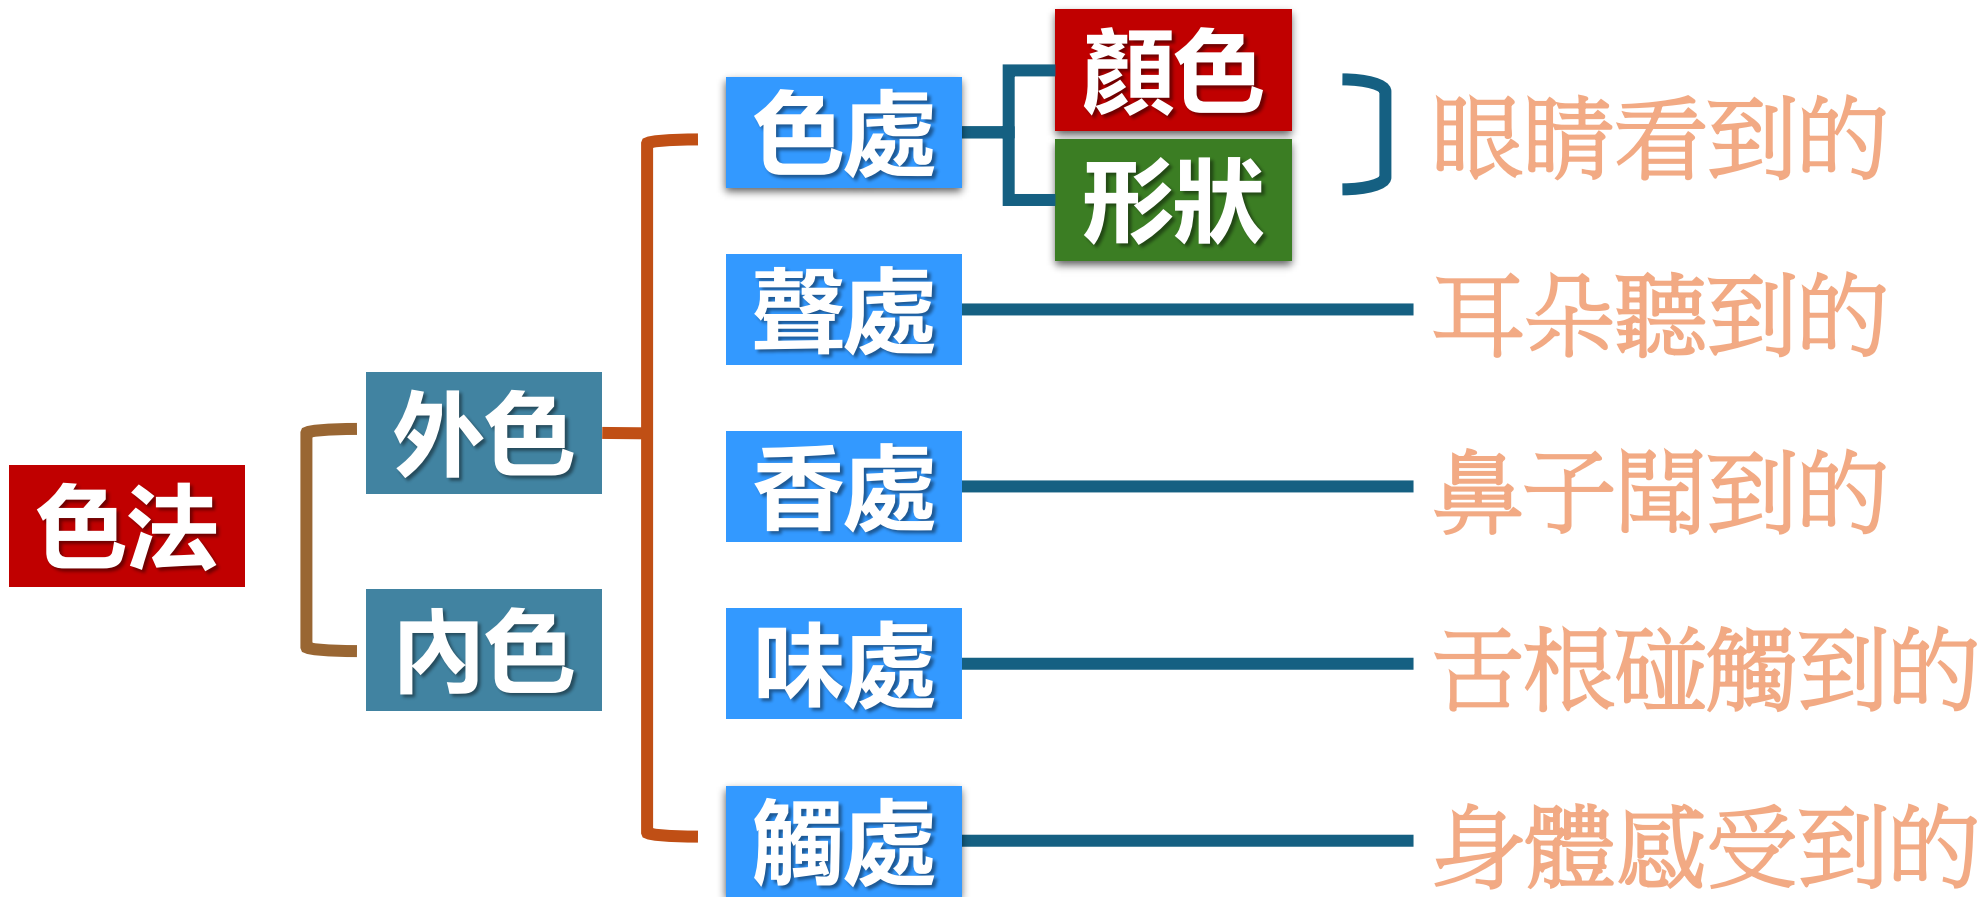 顏色
色處
形狀
眼睛看到的
聲處
耳朵聽到的
外色
香處
鼻子聞到的
色法
內色
味處
舌根碰觸到的
觸處
身體感受到的